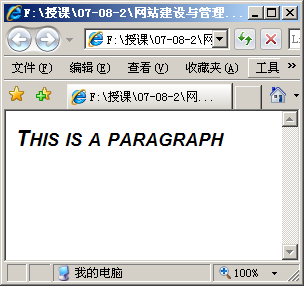 F:\授课\07-08-2\网站建设与管理...
F:\授课\07-08-2\网
文件(F) 编辑(E) 查看(V) 收藏夹(A) 工具 »
F:\授课\07-08-2\网...
THIS IS A PARAGRAPH
我的电脑 100%